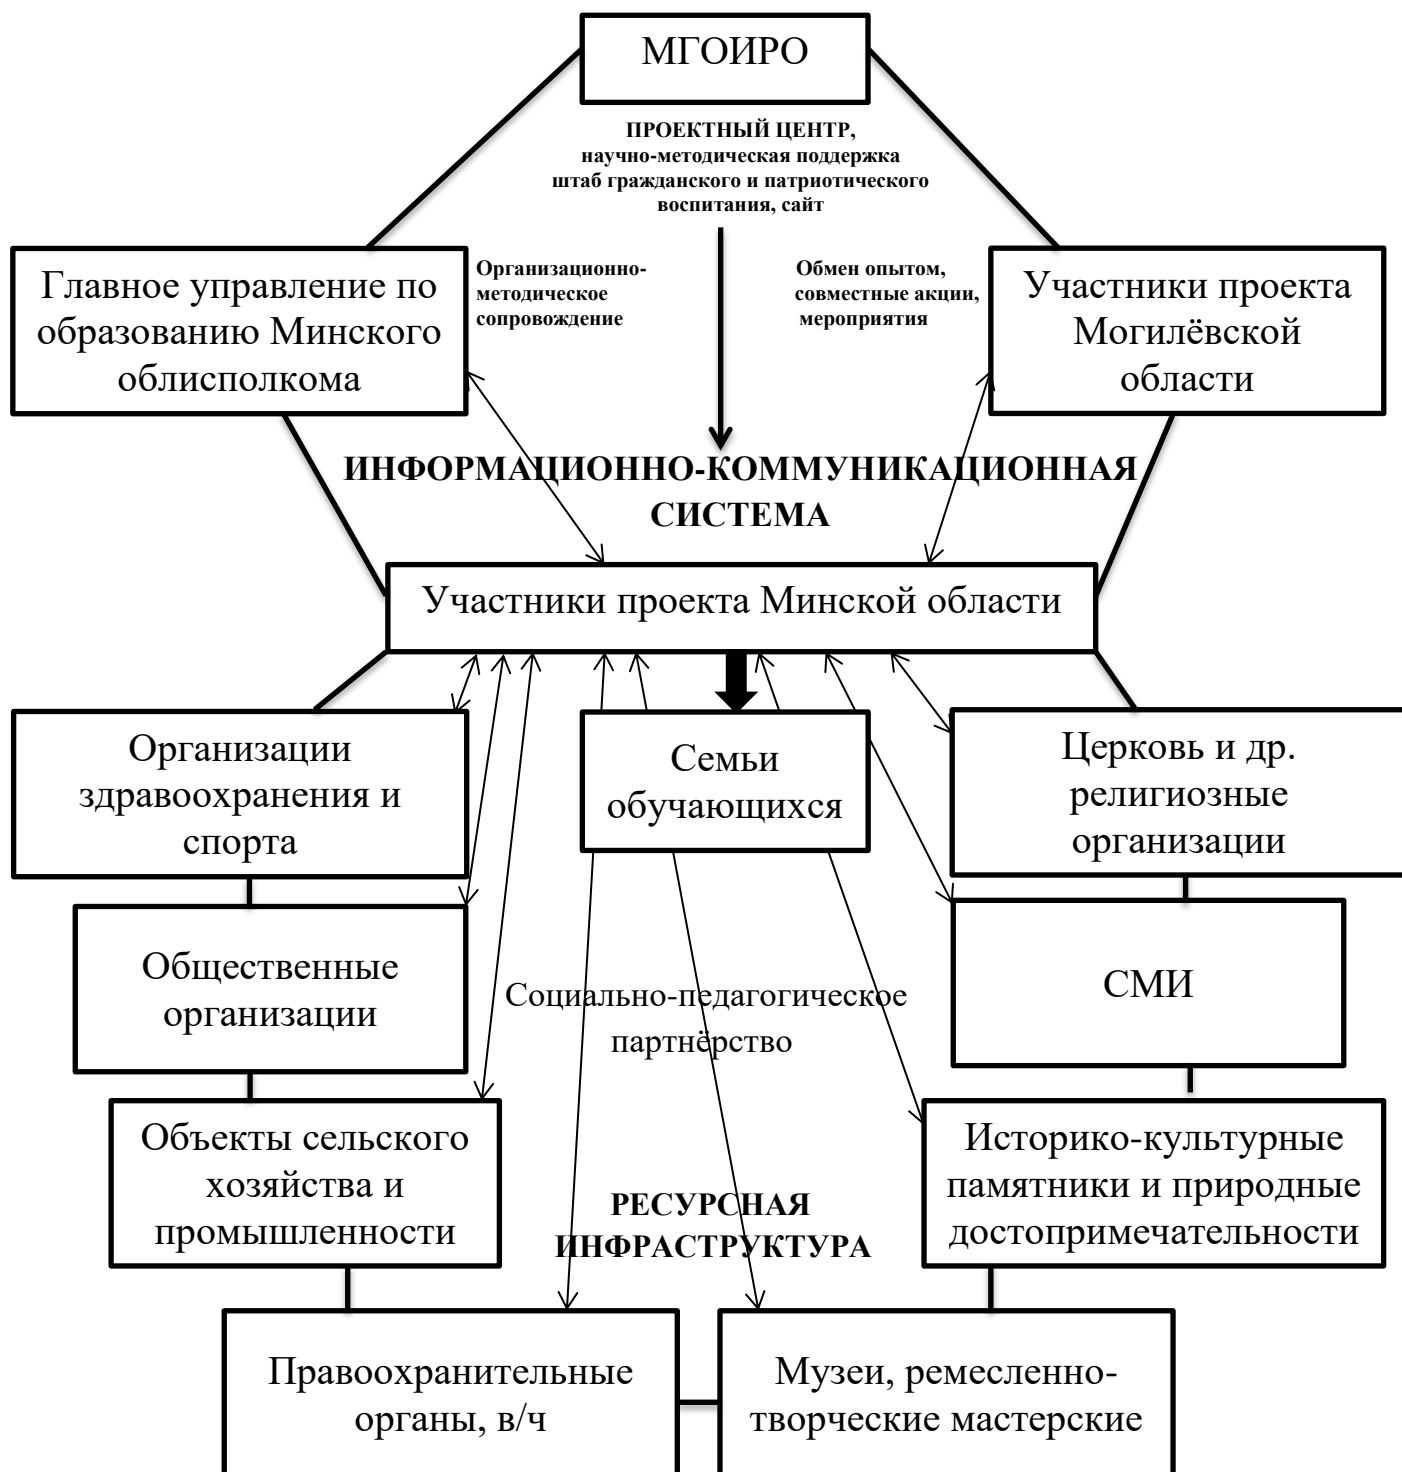 МГОИРО
ПРОЕКТНЫЙ ЦЕНТР,
научно-методическая поддержка
штаб гражданского и патриотического
воспитания, сайт
Главное управление по
образованию Минского
облисполкома
Организационно-
методическое
сопровождение
Обмен опытом,
совместные акции,
мероприятия
Участники проекта
Могилёвской
области
ИНФОРМАЦИОННО-КОММУНИКАЦИОННАЯ
СИСТЕМА
Участники проекта Минской области
Организации
здравоохранения и
спорта
Семьи
обучающихся
Церковь и др.
религиозные
организации
Общественные
организации
Социально-педагогическое
партнёрство
СМИ
Объекты сельского
хозяйства и
промышленности
РЕСУРСНАЯ
ИНФРАСТРУКТУРА
Историко-культурные
памятники и природные
достопримечательности
Правоохранительные
органы, в/ч
Музеи, ремесленно-
творческие мастерские